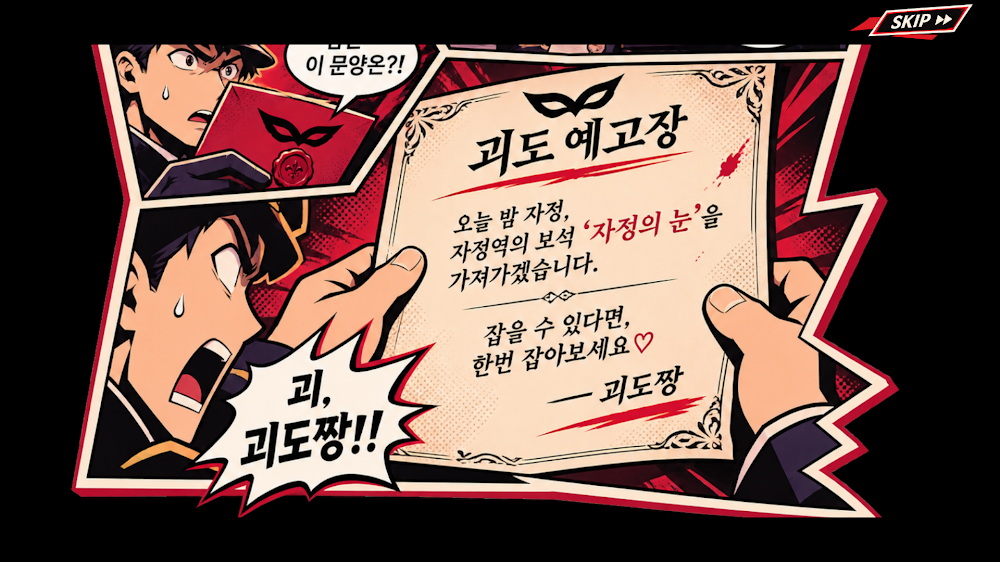 SKIP
이 문양은?!
괴도 예고장
오늘 밤 자정,
자정역의 보석 ‘자정의 눈’을
가져가겠습니다.
잡을 수 있다면,
한번 잡아보세요♡
— 괴도짱
괴,
괴도짱!!